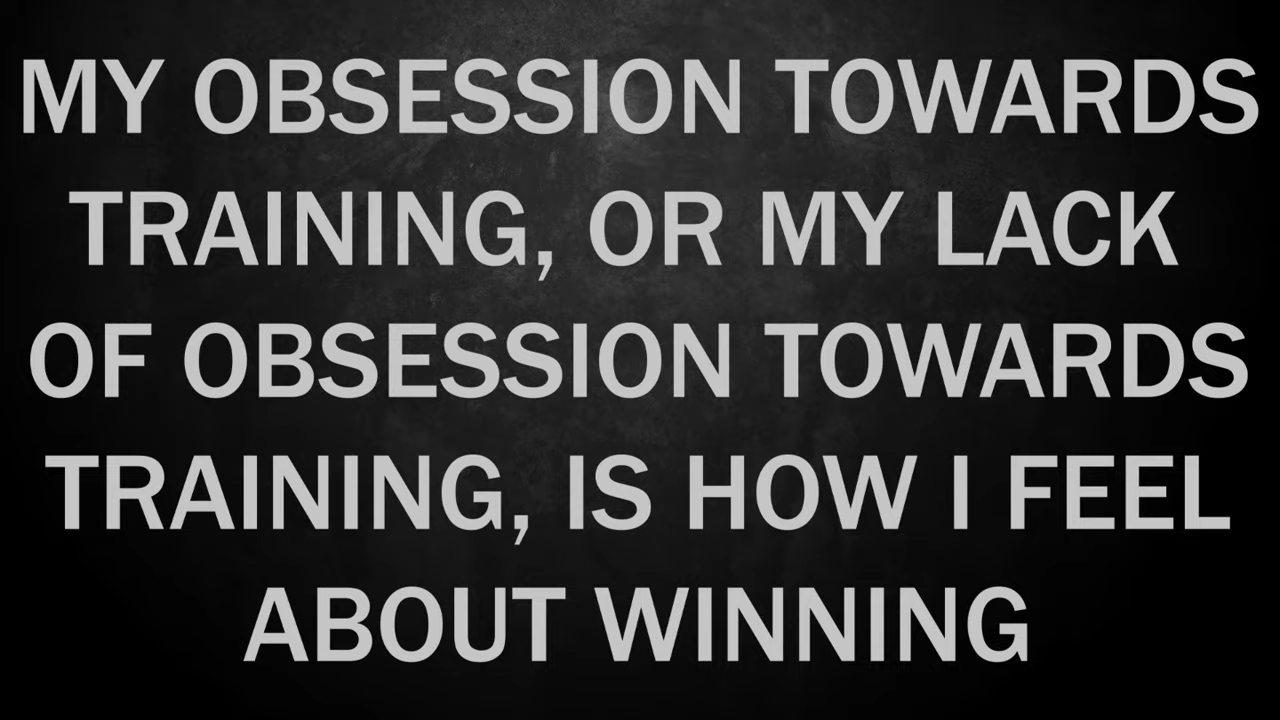 MY OBSESSION TOWARDS
TRAINING, OR MY LACK
OF OBSESSION TOWARDS
TRAINING, IS HOW I FEEL
ABOUT WINNING